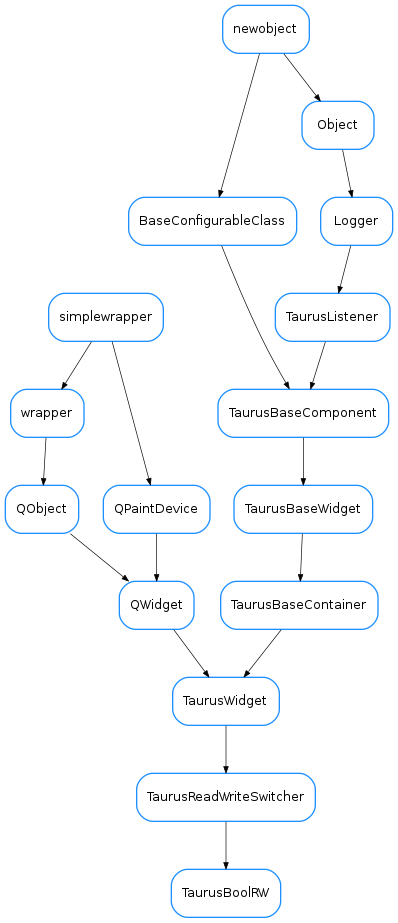 newobject
Object
BaseConfigurableClass
Logger
simplewrapper
TaurusListener
wrapper
TaurusBaseComponent
QObject
QPaintDevice
TaurusBaseWidget
QWidget
TaurusBaseContainer
TaurusWidget
TaurusReadWriteSwitcher
TaurusBoolRW